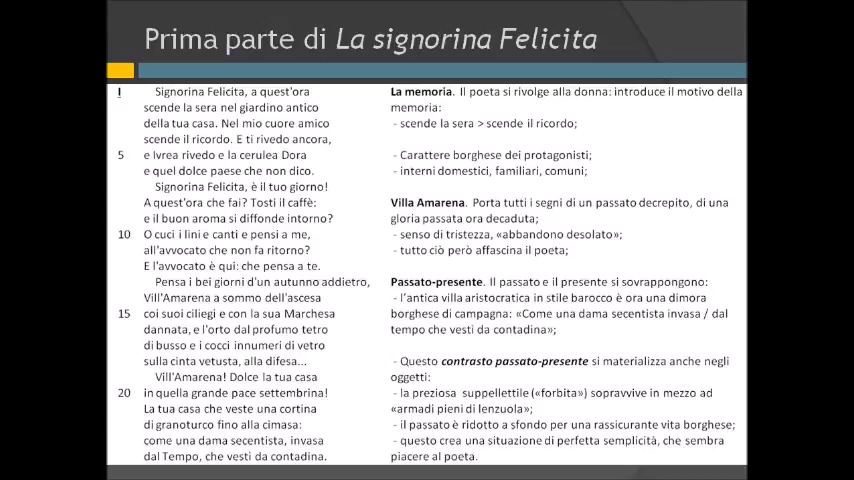 Prima parte di La signorina Felicita
I Signorina Felicita, a quest'ora
scende la sera nel giardino antico
della tua casa. Nel mio cuore amico
scende il ricordo. E ti rivedo ancora,
5 e Ivrea rivedo e la cerulea Dora
e quel dolce paese che non dico.
Signorina Felicita, è il tuo giorno!
A quest'ora che fai? Tosti il caffè:
e il buon aroma si diffonde intorno?
10 O cuci i lini e canti e pensi a me,
all'avvocato che non fa ritorno?
E l'avvocato è qui: che pensa a te.
Pensa i bei giorni d'un autunno addietro,
Vill'Amarena a sommo dell'ascesa
15 coi suoi ciliegi e con la sua Marchesa
dannata, e l'orto dal profumo tetro
di busso e i cocci innumeri di vetro
sulla cinta vetusta, alla difesa...
Vill'Amarena! Dolce la tua casa
20 in quella grande pace settembrina!
La tua casa che veste una cortina
di granoturco fino alla cimasa:
come una dama secentista, invasa
dal Tempo, che vestì da contadina.
La memoria. Il poeta si rivolge alla donna: introduce il motivo della
memoria:
- scende la sera > scende il ricordo;
- Carattere borghese dei protagonisti;
- interni domestici, familiari, comuni;
Villa Amarena. Porta tutti i segni di un passato decrepito, di una
gloria passata ora decaduta;
- senso di tristezza, «abbandono desolato»;
- tutto ciò però affascina il poeta;
Passato-presente. Il passato e il presente si sovrappongono:
- l'antica villa aristocratica in stile barocco è ora una dimora
borghese di campagna: «Come una dama secentista invasa / dal
tempo che vestì da contadina»;
- Questo contrasto passato-presente si materializza anche negli
oggetti:
- la preziosa suppellettile («forbita») sopravvive in mezzo ad
«armadi pieni di lenzuola»;
- il passato è ridotto a sfondo per una rassicurante vita borghese;
- questo crea una situazione di perfetta semplicità, che sembra
piacere al poeta.